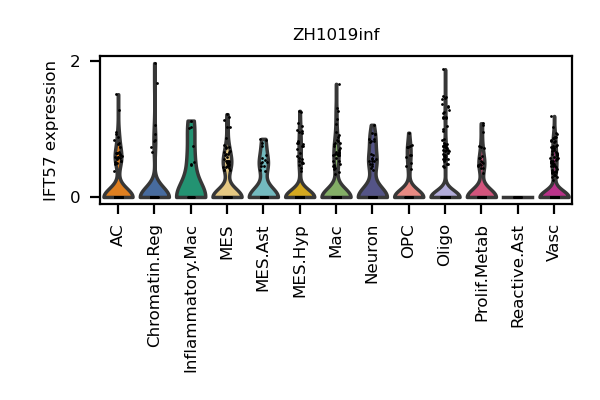 ZH1019inf
IFT57 expression
2
0
AC
Chromatin.Reg
Inflammatory.Mac
MES
MES.Ast
MES.Hyp
Mac
Neuron
OPC
Oligo
Prolif.Metab
Reactive.Ast
Vasc